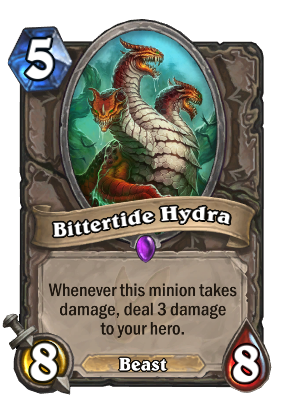 5
Bittertide Hydra
Whenever this minion takes
damage, deal 3 damage
to your hero.
8
Beast
8